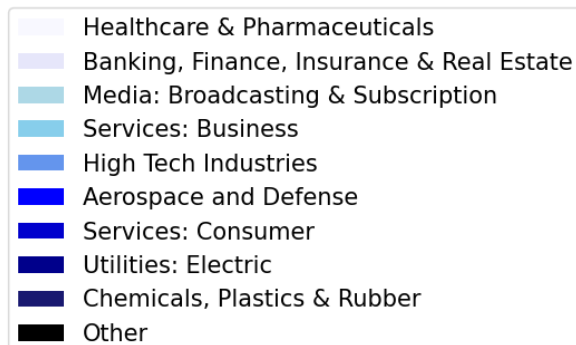 Healthcare & Pharmaceuticals
Banking, Finance, Insurance & Real Estate
Media: Broadcasting & Subscription
Services: Business
High Tech Industries
Aerospace and Defense
Services: Consumer
Utilities: Electric
Chemicals, Plastics & Rubber
Other